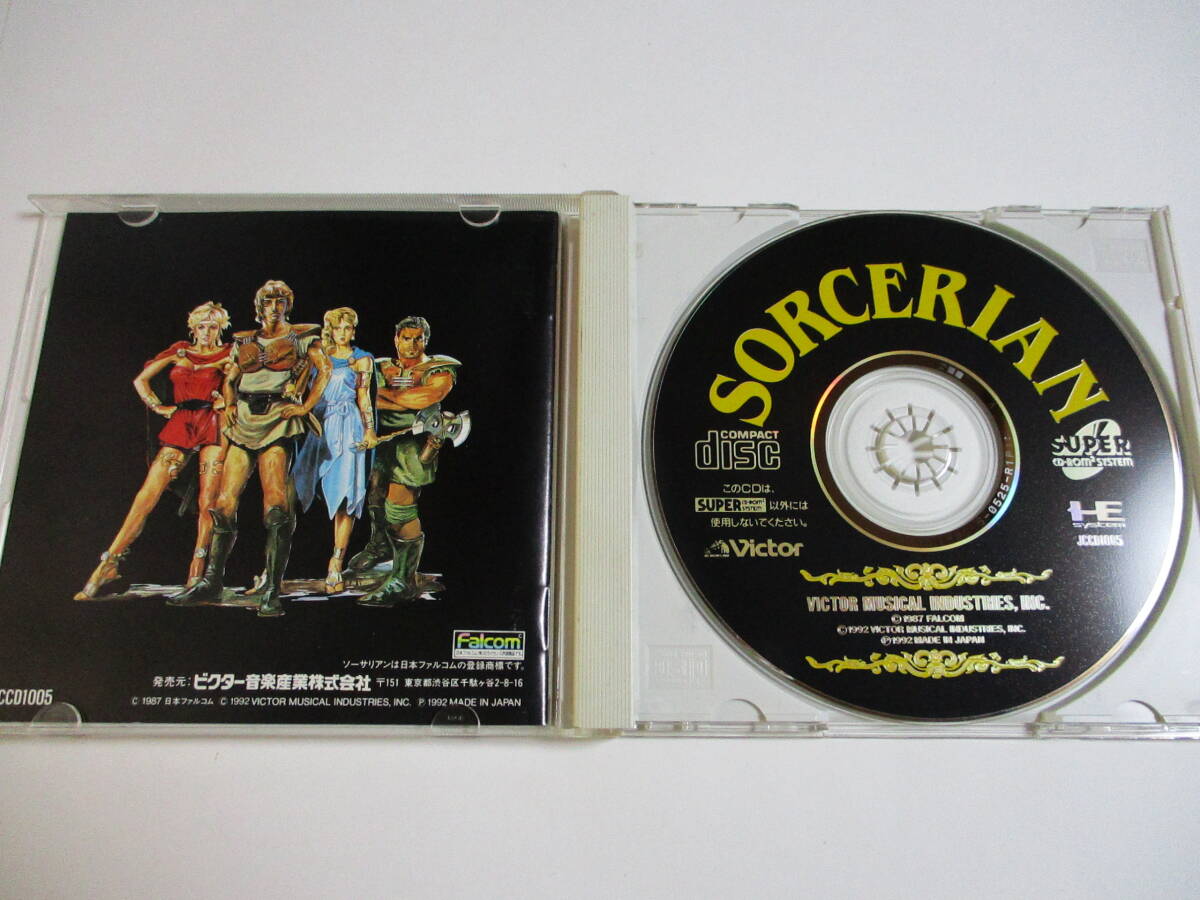 Falcom
ソーサリアンは日本ファルコムの登録商標です。
発売元:ビクター音楽産業株式会社 〒151 東京都渋谷区千駄ヶ谷2-8-16
CCD1005
© 1987 日本ファルコム © 1992 VICTOR MUSICAL INDUSTRIES, INC. Ⓟ 1992 MADE IN JAPAN
SORCERIAN
COMPACT
disc
SUPER
CD-ROM² SYSTEM
このCDは、
SUPER CD-ROM² SYSTEM 以外には
使用しないでください。
HE
system
JCCD1005
Victor
VICTOR MUSICAL INDUSTRIES, INC.
©1987 FALCOM
©1992 VICTOR MUSICAL INDUSTRIES, INC.
Ⓟ1992 MADE IN JAPAN